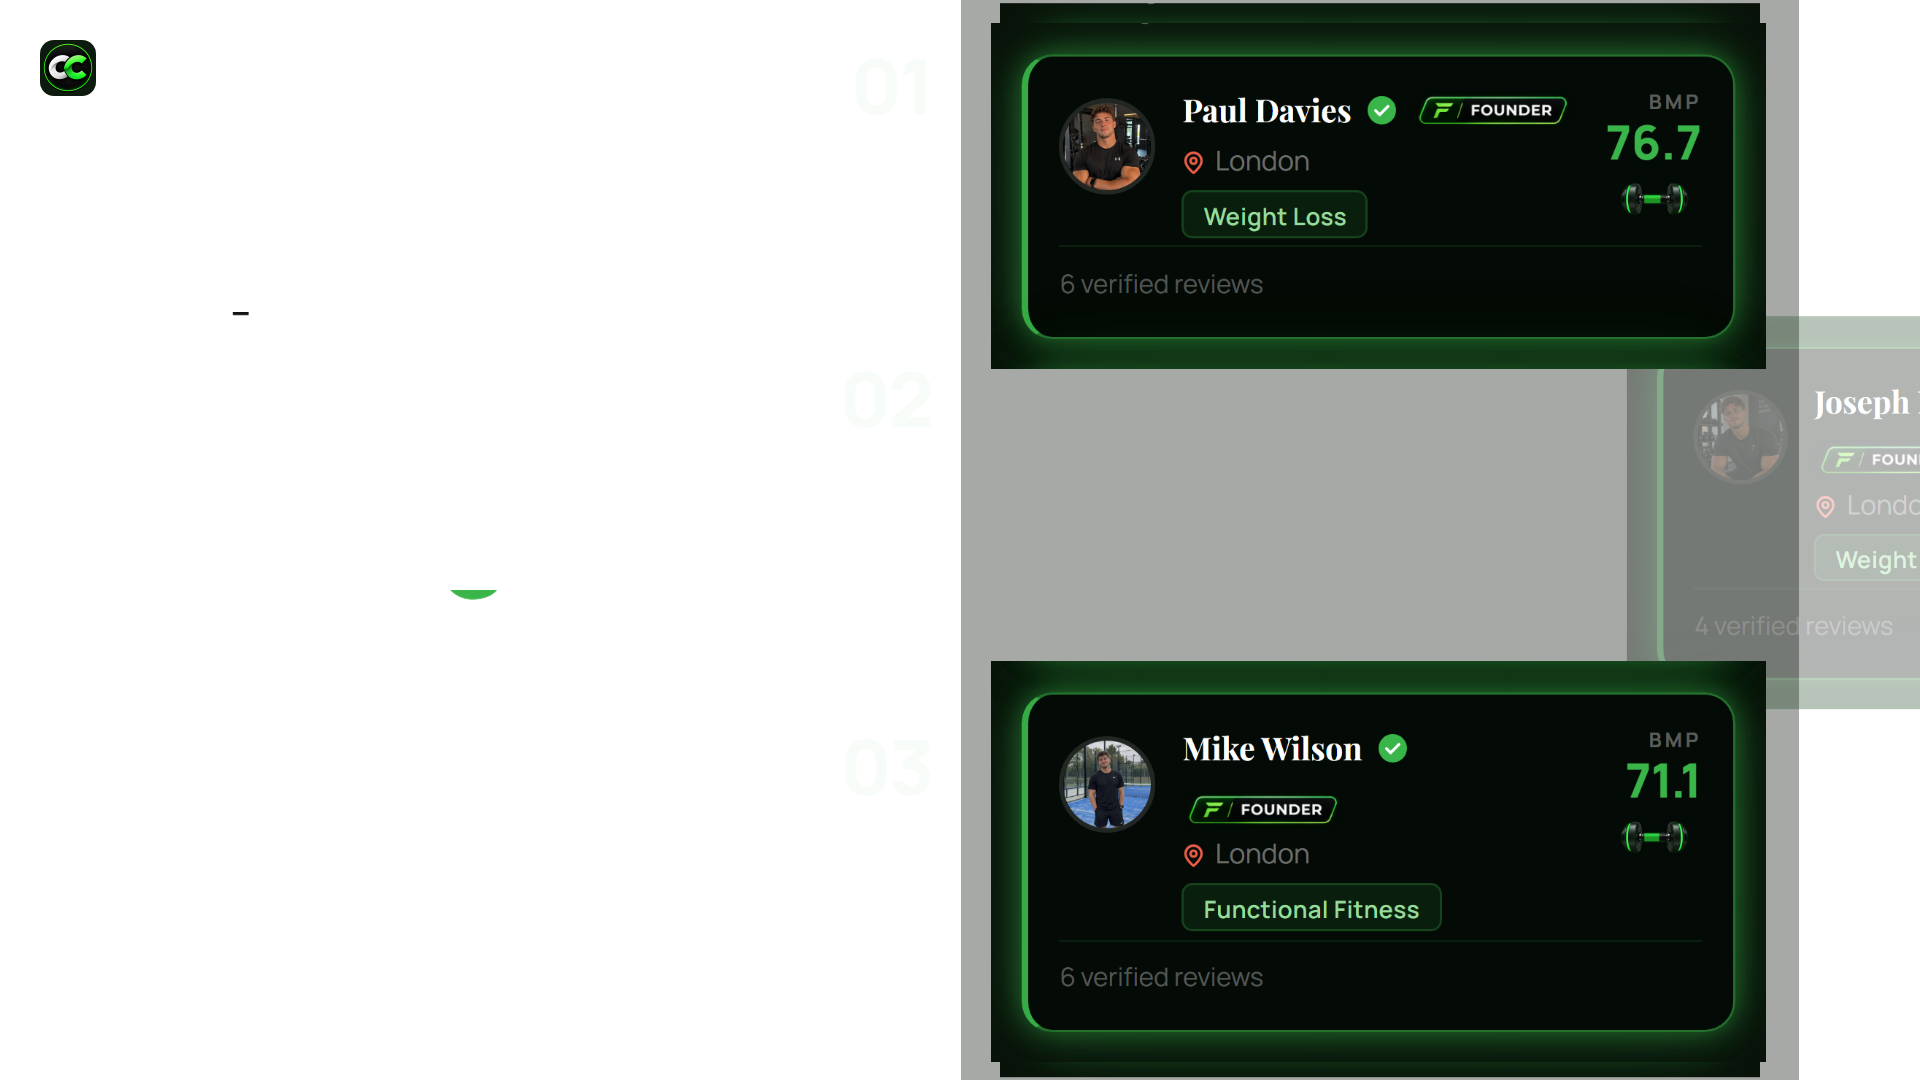 CC
01
Paul Davies
FOUNDER
BMP
76.7
London
Weight Loss
6 verified reviews
–
02
Joseph
FOUN
Londo
Weight
4 verified reviews
03
Mike Wilson
BMP
71.1
FOUNDER
London
Functional Fitness
6 verified reviews